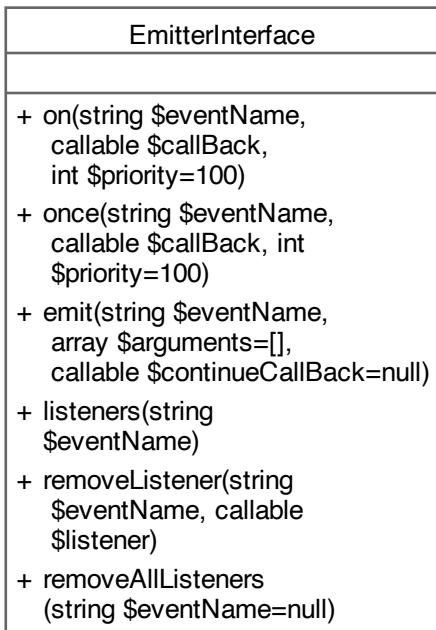 EmitterInterface
+ on(string $eventName,
callable $callBack,
int $priority=100)
+ once(string $eventName,
callable $callBack, int
$priority=100)
+ emit(string $eventName,
array $arguments=[],
callable $continueCallBack=null)
+ listeners(string
$eventName)
+ removeListener(string
$eventName, callable
$listener)
+ removeAllListeners
(string $eventName=null)